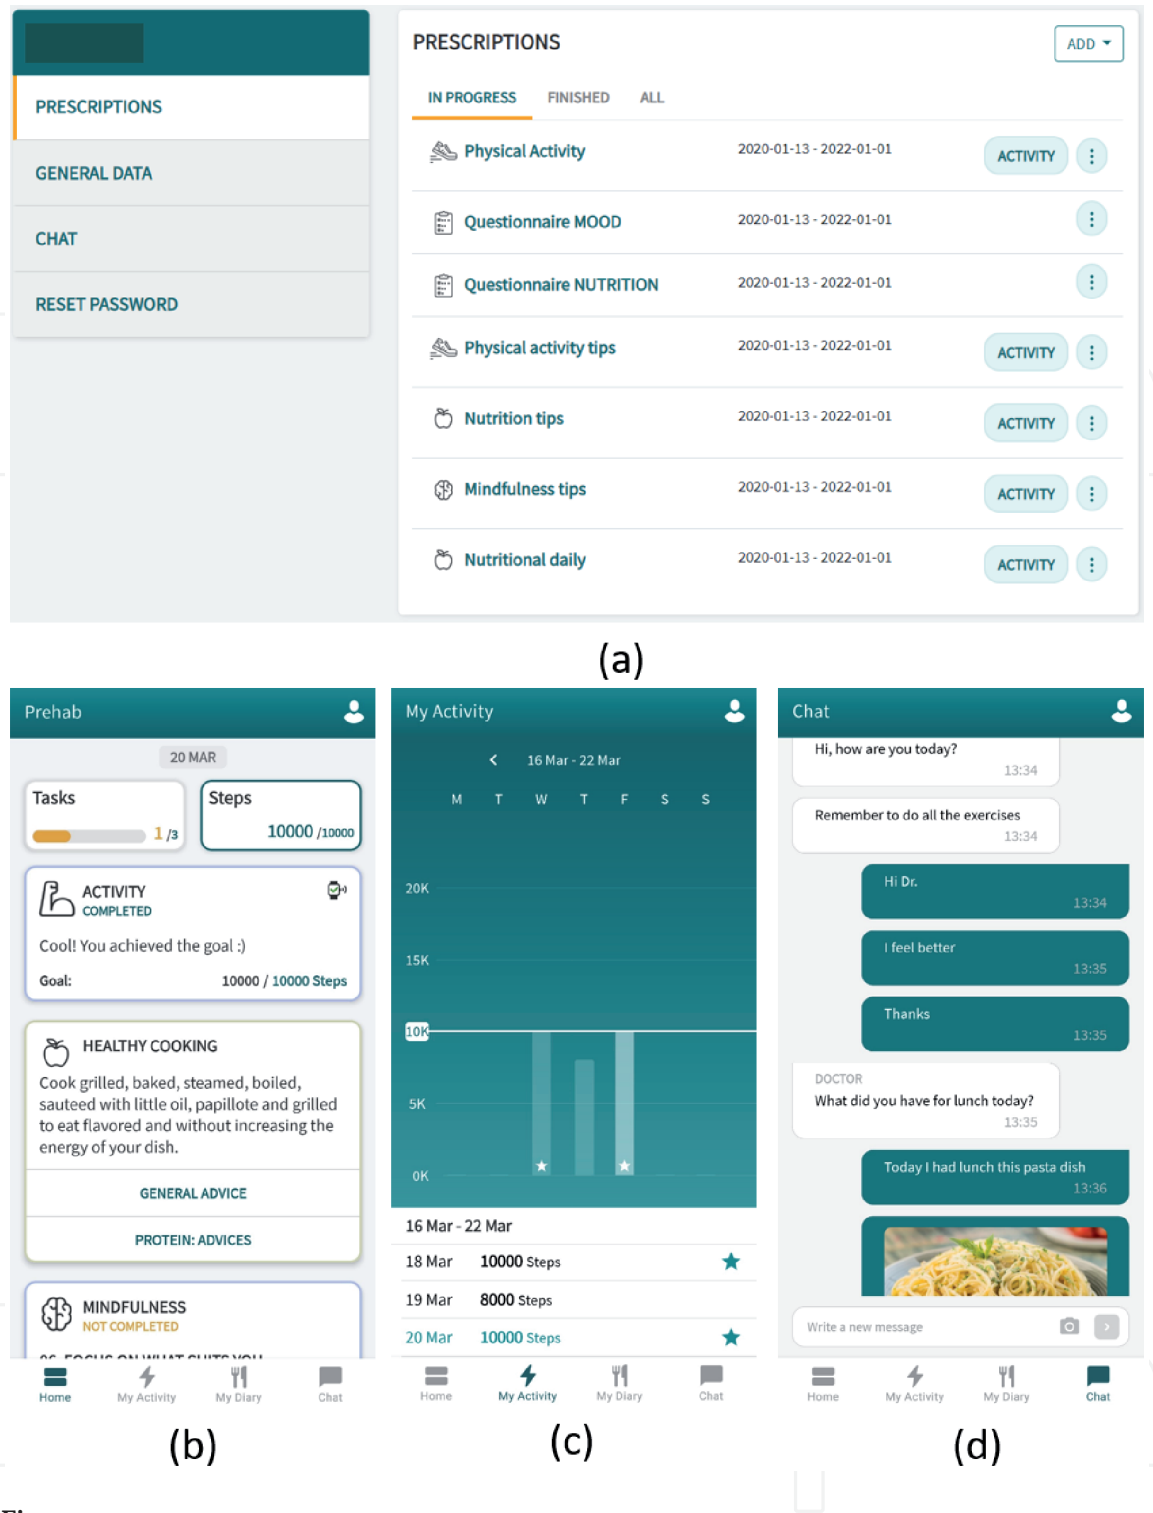 PRESCRIPTIONS
GENERAL DATA
CHAT
RESET PASSWORD
PRESCRIPTIONS
ADD
IN PROGRESS FINISHED ALL
Physical Activity 2020-01-13 - 2022-01-01 ACTIVITY
Questionnaire MOOD 2020-01-13 - 2022-01-01
Questionnaire NUTRITION 2020-01-13 - 2022-01-01
Physical activity tips 2020-01-13 - 2022-01-01 ACTIVITY
Nutrition tips 2020-01-13 - 2022-01-01 ACTIVITY
Mindfulness tips 2020-01-13 - 2022-01-01 ACTIVITY
Nutritional daily 2020-01-13 - 2022-01-01 ACTIVITY
(a)
Prehab
20 MAR
Tasks
1 /3
Steps
10000 /10000
ACTIVITY
COMPLETED
Cool! You achieved the goal :)
Goal: 10000 / 10000 Steps
HEALTHY COOKING
Cook grilled, baked, steamed, boiled,
sauteed with little oil, papillote and grilled
to eat flavored and without increasing the
energy of your dish.
GENERAL ADVICE
PROTEIN: ADVICES
MINDFULNESS
NOT COMPLETED
Home My Activity My Diary Chat
(b)
My Activity
16 Mar - 22 Mar
M T W T F S S
20K
15K
10K
5K
0K
16 Mar - 22 Mar
18 Mar 10000 Steps
19 Mar 8000 Steps
20 Mar 10000 Steps
Home My Activity My Diary Chat
(c)
Chat
Hi, how are you today?
13:34
Remember to do all the exercises
13:34
Hi Dr.
13:34
I feel better
13:35
Thanks
13:35
DOCTOR
What did you have for lunch today?
13:35
Today I had lunch this pasta dish
13:36
Write a new message
Home My Activity My Diary Chat
(d)